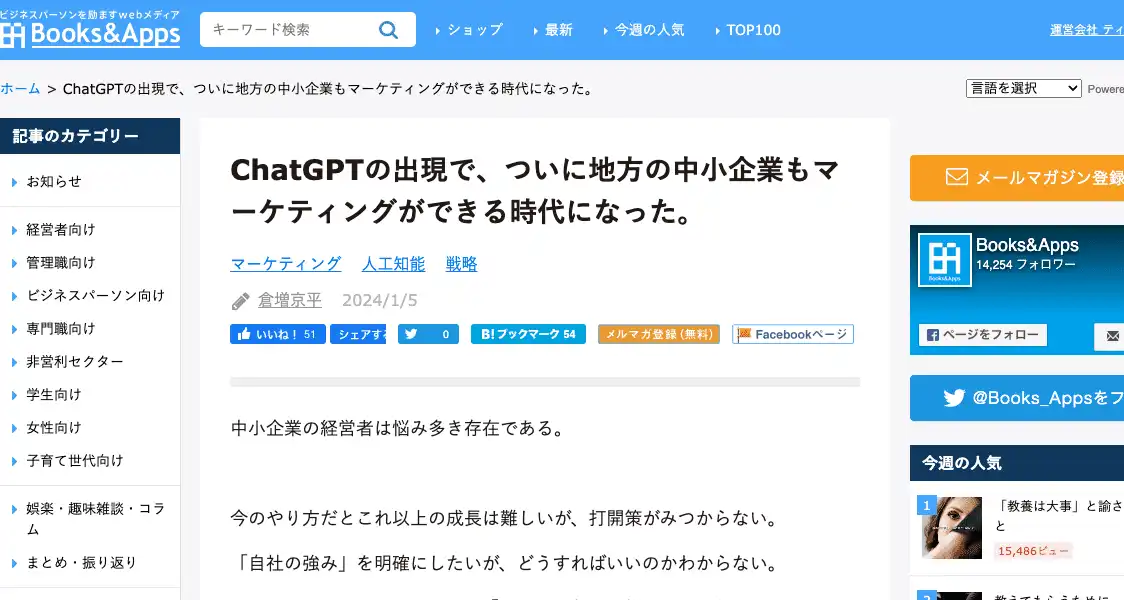 ビジネスパーソンを励ますwebメディア
Books&Apps
キーワード検索
ショップ
最新
今週の人気
TOP100
運営会社 ティ
ホーム > ChatGPTの出現で、ついに地方の中小企業もマーケティングができる時代になった。
言語を選択
Powere
記事のカテゴリー
お知らせ
経営者向け
管理職向け
ビジネスパーソン向け
専門職向け
非営利セクター
学生向け
女性向け
子育て世代向け
娯楽・趣味雑談・コラ
ム
まとめ・振り返り
ChatGPTの出現で、ついに地方の中小企業もマ
ーケティングができる時代になった。
マーケティング 人工知能 戦略
倉増京平 2024/1/5
いいね！ 51
シェアする
0
B!ブックマーク 54
メルマガ登録(無料)
Facebookページ
中小企業の経営者は悩み多き存在である。
今のやり方だとこれ以上の成長は難しいが、打開策がみつからない。
「自社の強み」を明確にしたいが、どうすればいいのかわからない。
メールマガジン登録
Books&Apps
14,254 フォロワー
Books&Apps
ページをフォロー
@Books_Appsをフ
今週の人気
1
「教養は大事」と諭さ
と
15,486ビュー
2
教えてもらうために